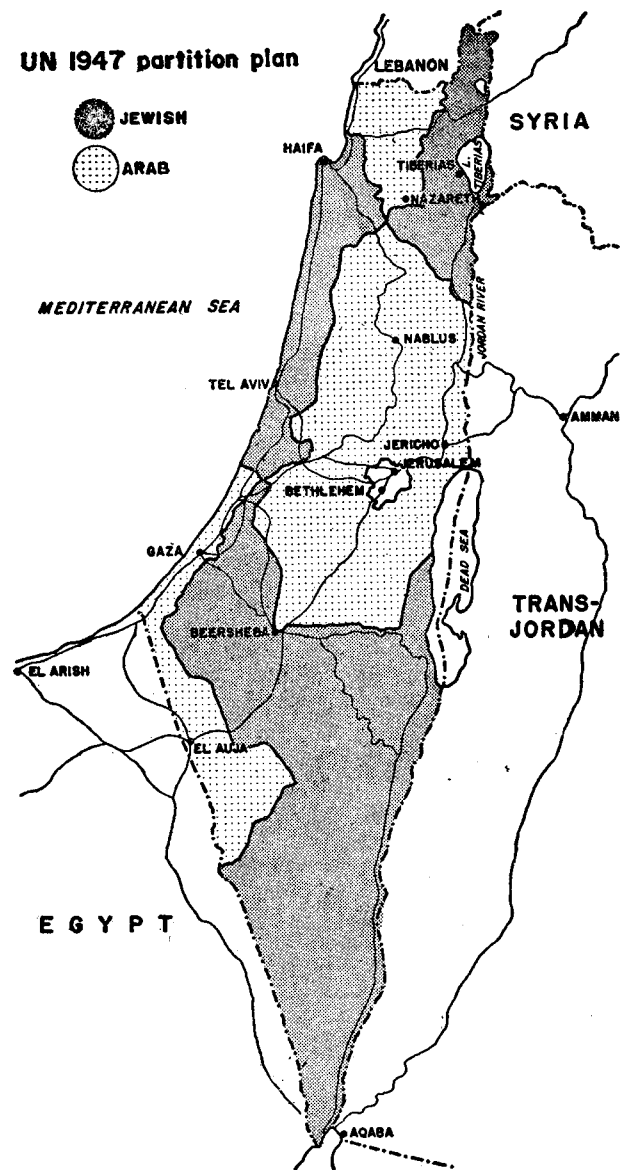 UN 1947 partition plan
JEWISH
ARAB
LEBANON
SYRIA
HAIFA
TIBERIAS
L. TIBERIAS
NAZARETH
MEDITERRANEAN SEA
JORDAN RIVER
NABLUS
TEL AVIV
AMMAN
JERICHO
JERUSALEM
BETHLEHEM
GAZA
DEAD SEA
TRANS-
JORDAN
BEERSHEBA
EL ARISH
EL AUJA
EGYPT
AQABA